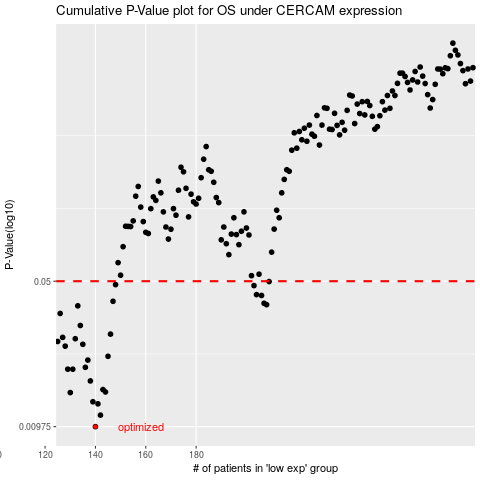 Cumulative P-Value plot for OS under CERCAM expression
P-Value(log10)
0.05
0.00975
optimized
0 120 140 160 180
# of patients in 'low exp' group